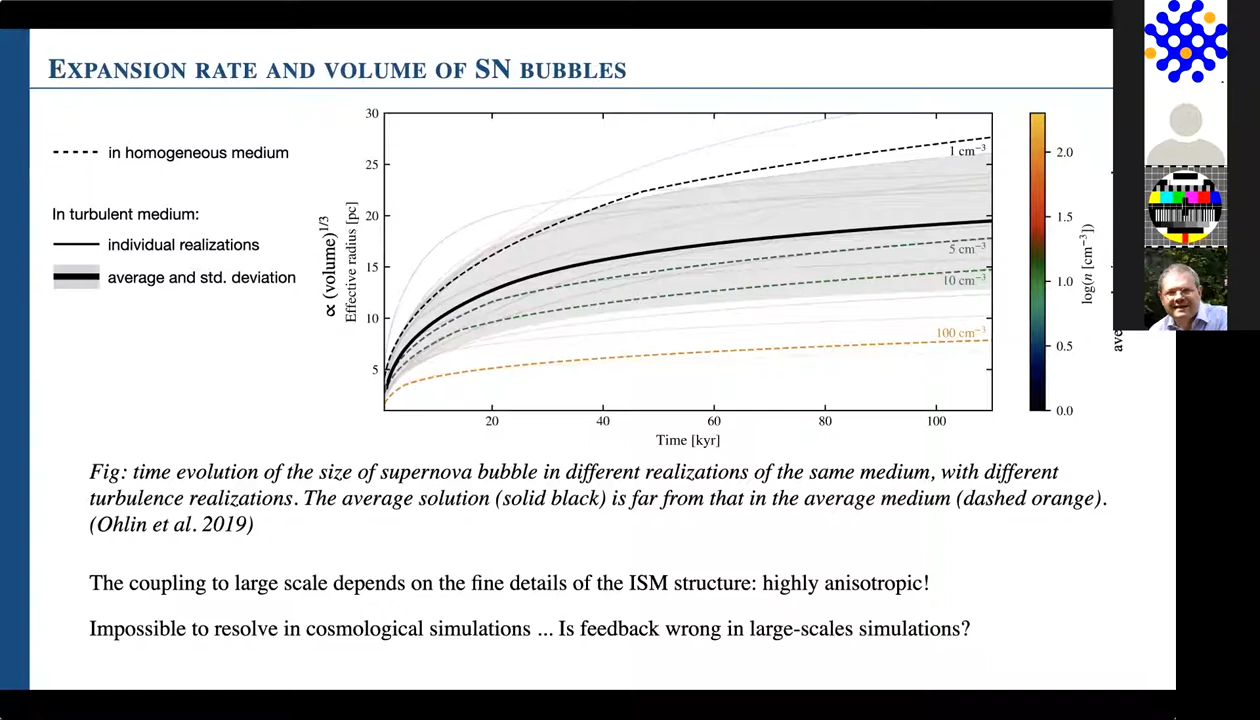 EXPANSION RATE AND VOLUME OF SN BUBBLES
in homogeneous medium
In turbulent medium:
individual realizations
average and std. deviation
∝ (volume)^{1/3}
Effective radius [pc]
30
25
20
15
10
5
1 cm⁻³
5 cm⁻³
10 cm⁻³
100 cm⁻³
20
40
60
80
100
Time [kyr]
2.0
1.5
1.0
0.5
0.0
log(n [cm⁻³])
ave
Fig: time evolution of the size of supernova bubble in different realizations of the same medium, with different
turbulence realizations. The average solution (solid black) is far from that in the average medium (dashed orange).
(Ohlin et al. 2019)
The coupling to large scale depends on the fine details of the ISM structure: highly anisotropic!
Impossible to resolve in cosmological simulations ... Is feedback wrong in large-scales simulations?